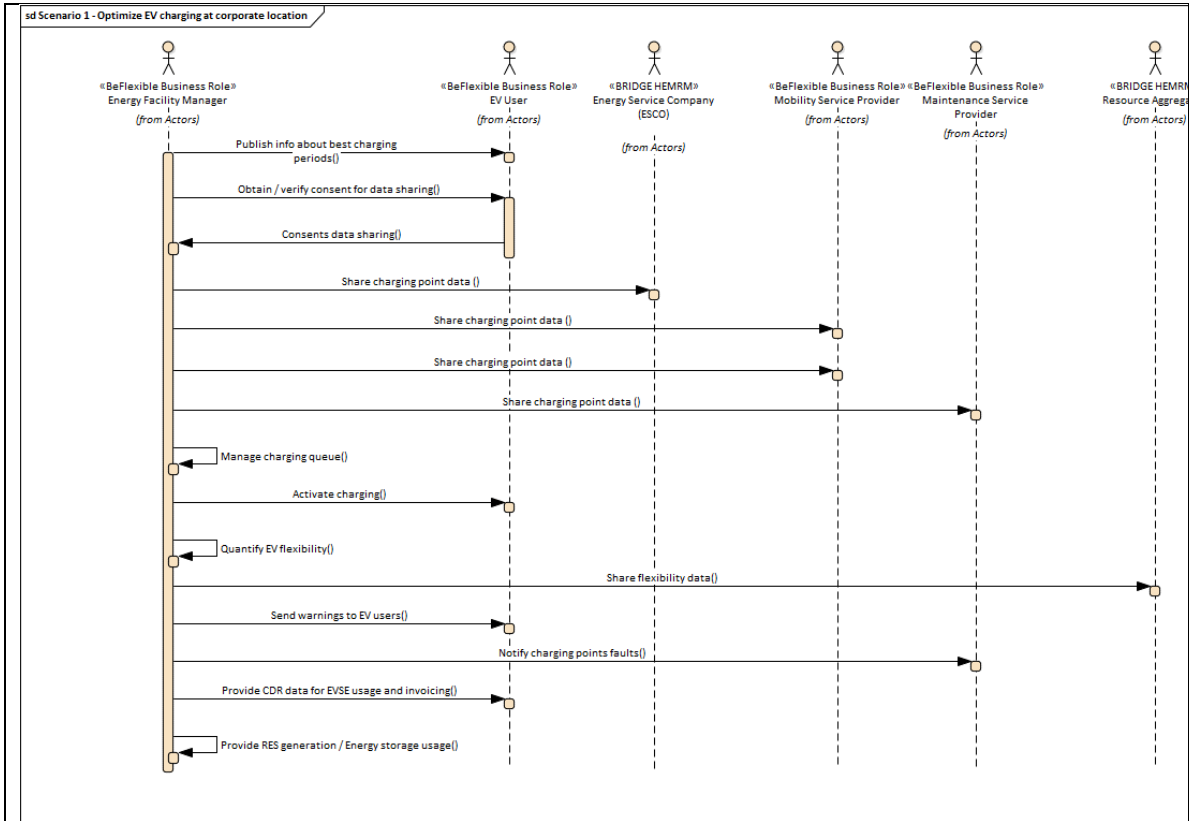 sd Scenario 1 - Optimize EV charging at corporate location
«BeFlexible Business Role»
Energy Facility Manager
(from Actors)
«BeFlexible Business Role»
EV User
(from Actors)
«BRIDGE HEMRM»
Energy Service Company
(ESCO)
(from Actors)
«BeFlexible Business Role»
Mobility Service Provider
(from Actors)
«BeFlexible Business Role»
Maintenance Service
Provider
(from Actors)
«BRIDGE HEMRM
Resource Aggrega
(from Actors)
Publish info about best charging
periods()
Obtain / verify consent for data sharing()
Consents data sharing()
Share charging point data ()
Share charging point data ()
Share charging point data ()
Share charging point data ()
Manage charging queue()
Activate charging()
Quantify EV flexibility()
Share flexibility data()
Send warnings to EV users()
Notify charging points faults()
Provide CDR data for EVSE usage and invoicing()
Provide RES generation / Energy storage usage()